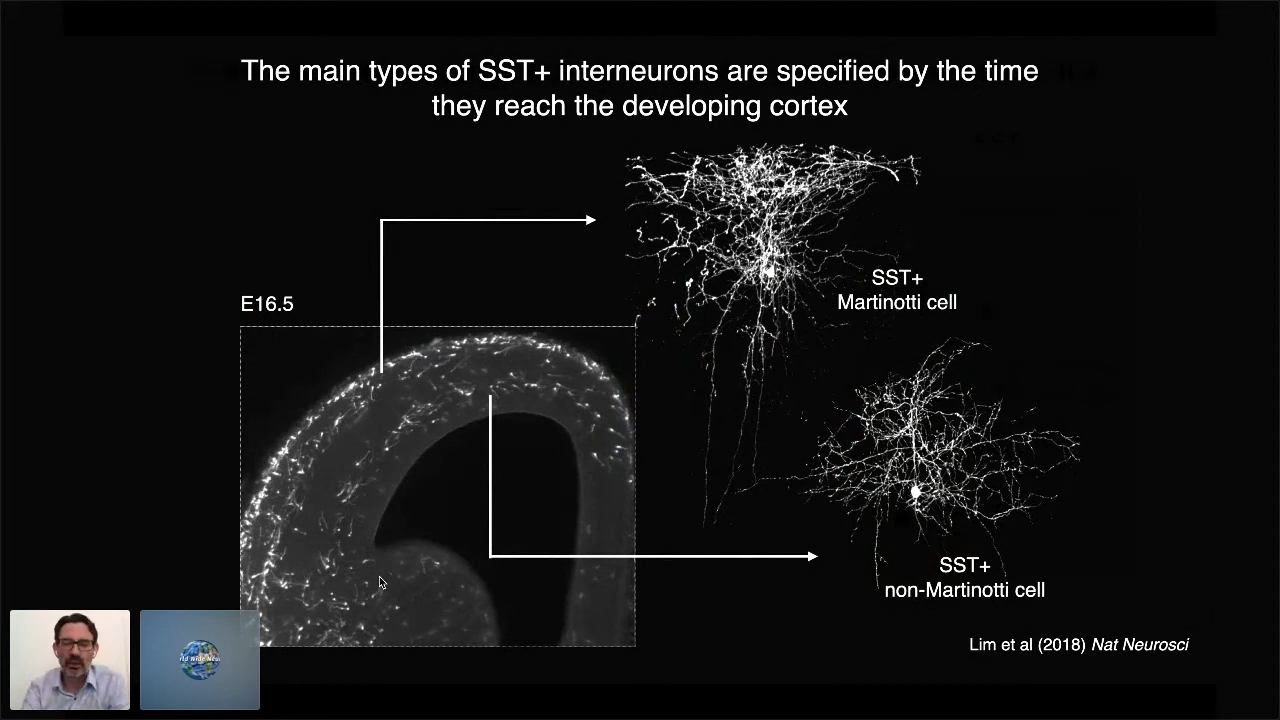 The main types of SST+ interneurons are specified by the time
they reach the developing cortex
SST+
Martinotti cell
E16.5
SST+
non-Martinotti cell
Lim et al (2018) Nat Neurosci